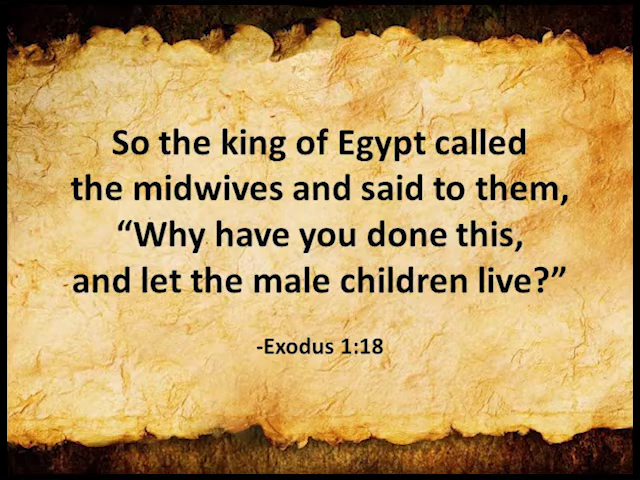 So the king of Egypt called
the midwives and said to them,
“Why have you done this,
and let the male children live?”
-Exodus 1:18